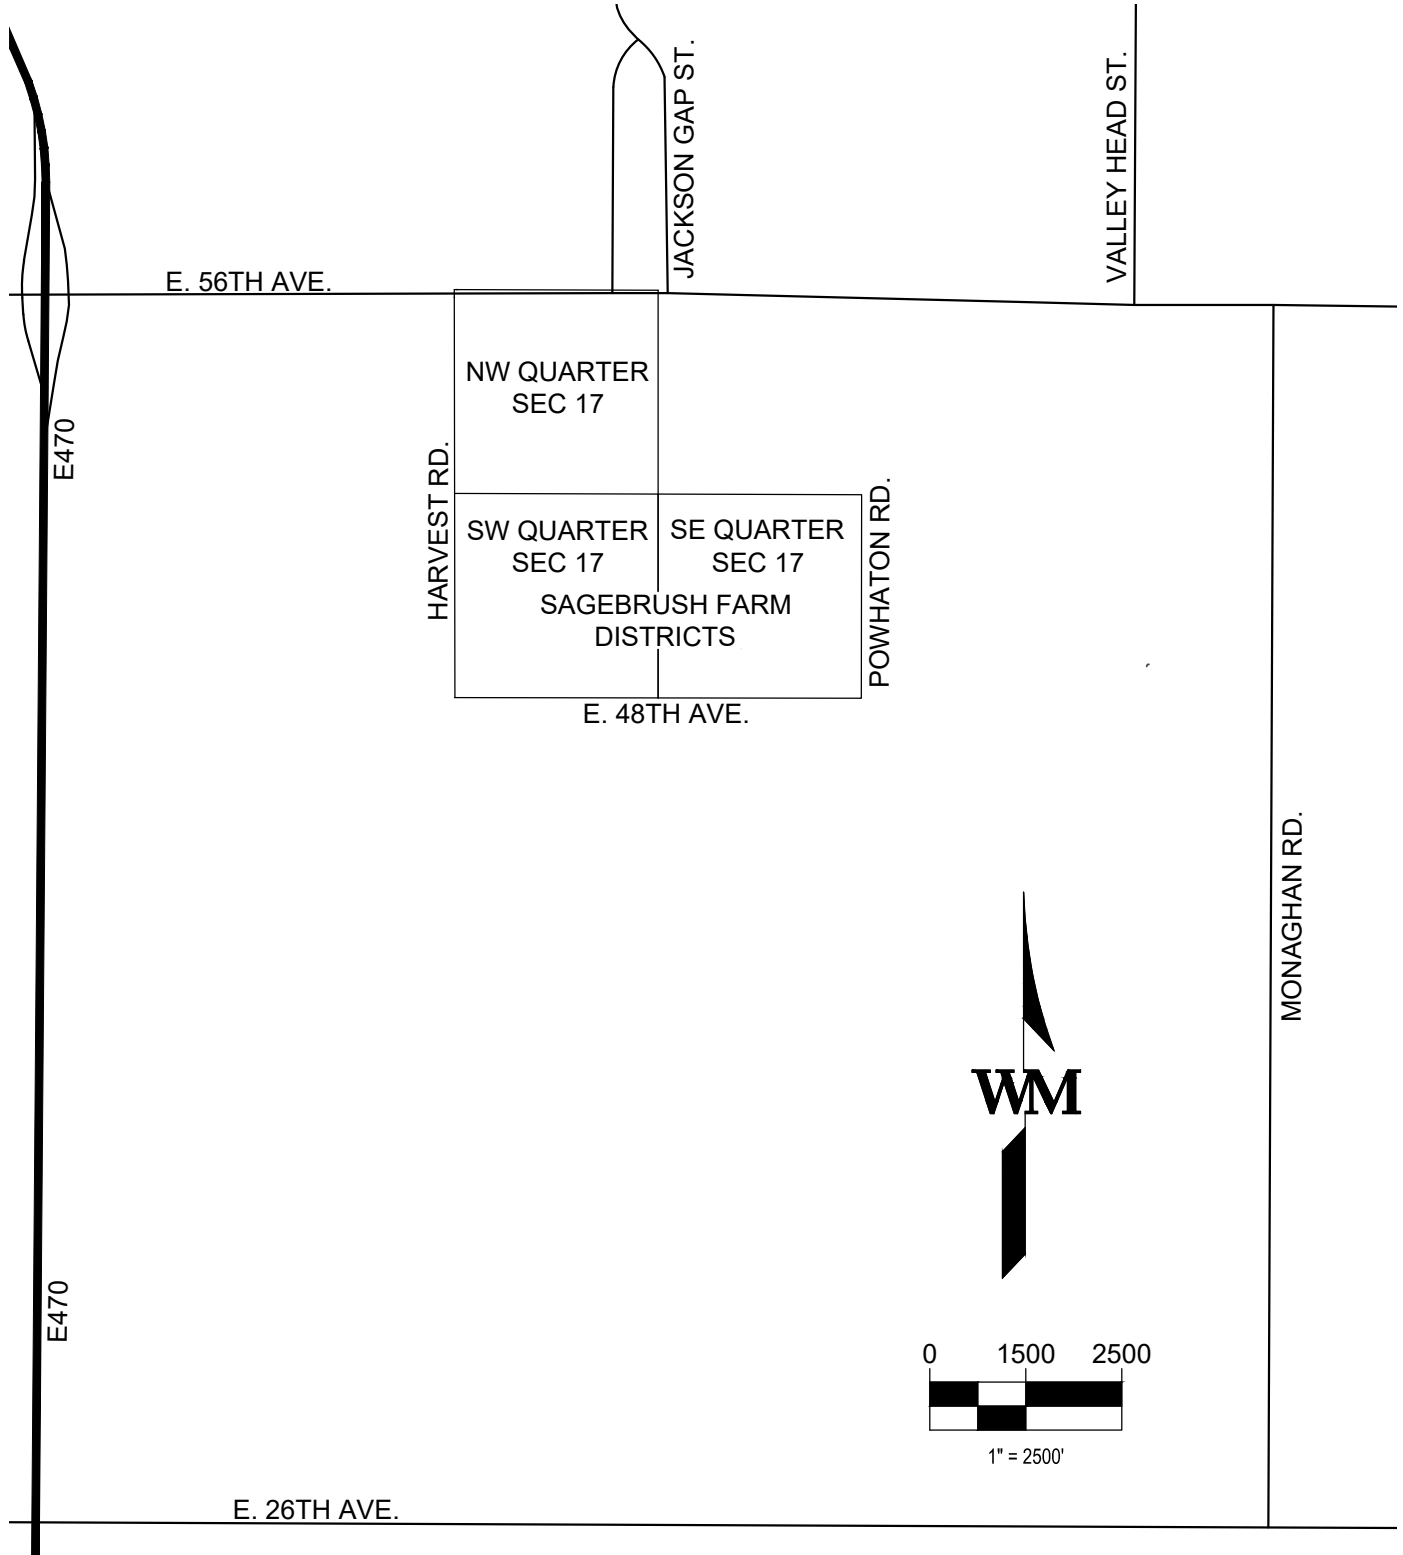 JACKSON GAP ST.
VALLEY HEAD ST.
E. 56TH AVE.
NW QUARTER
SEC 17
E470
HARVEST RD.
SW QUARTER
SEC 17
SE QUARTER
SEC 17
POWHATON RD.
SAGEBRUSH FARM
DISTRICTS
E. 48TH AVE.
MONAGHAN RD.
WM
E470
0 1500 2500
1" = 2500'
E. 26TH AVE.